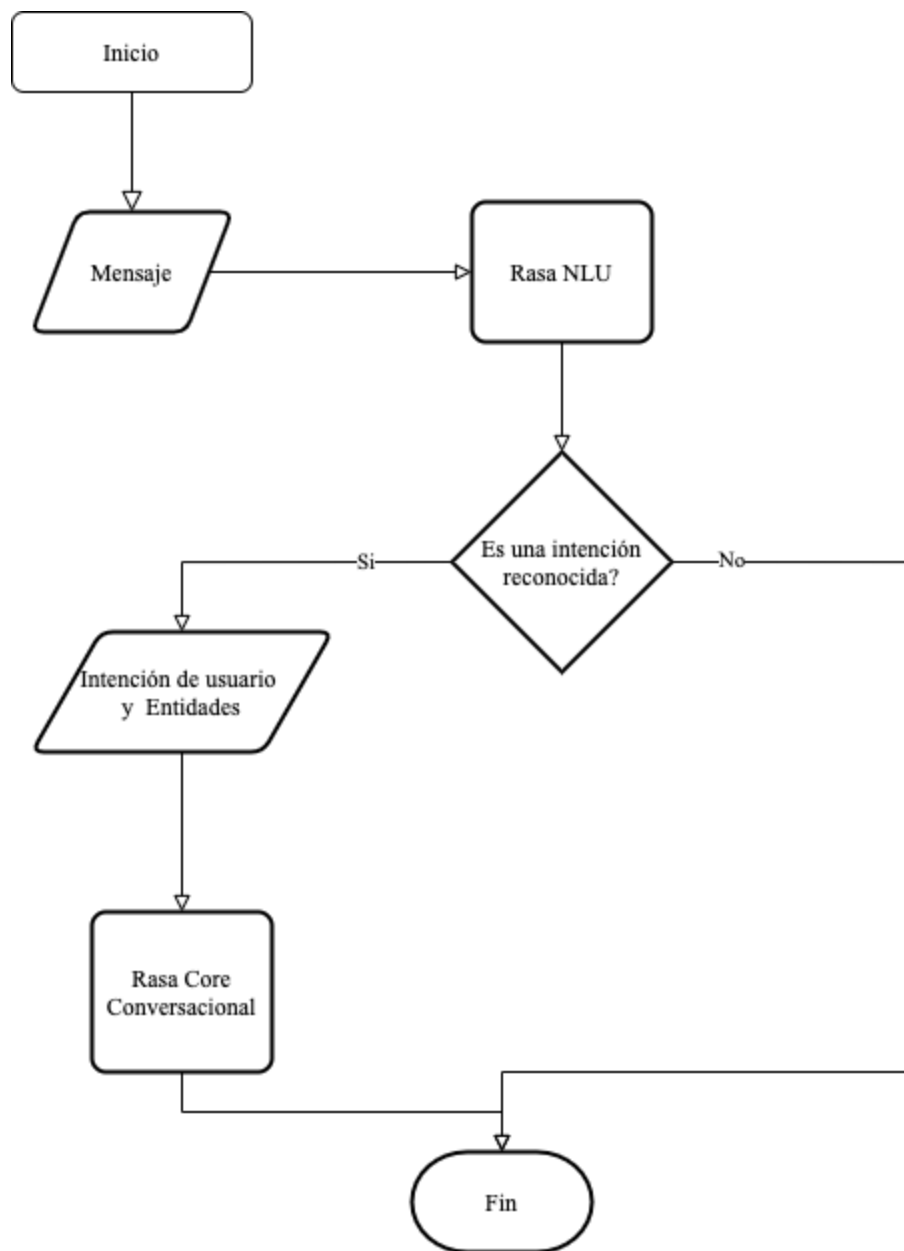 Inicio
Mensaje
Rasa NLU
Es una intención
reconocida?
Si
No
Intención de usuario
y Entidades
Rasa Core
Conversacional
Fin